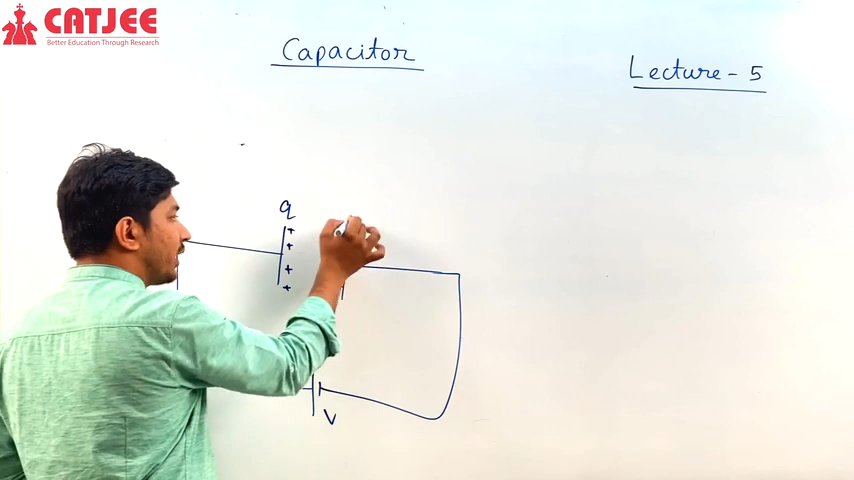 CATJEE
Better Education Through Research
Capacitor
Lecture - 5
q
+
+
+
+
V